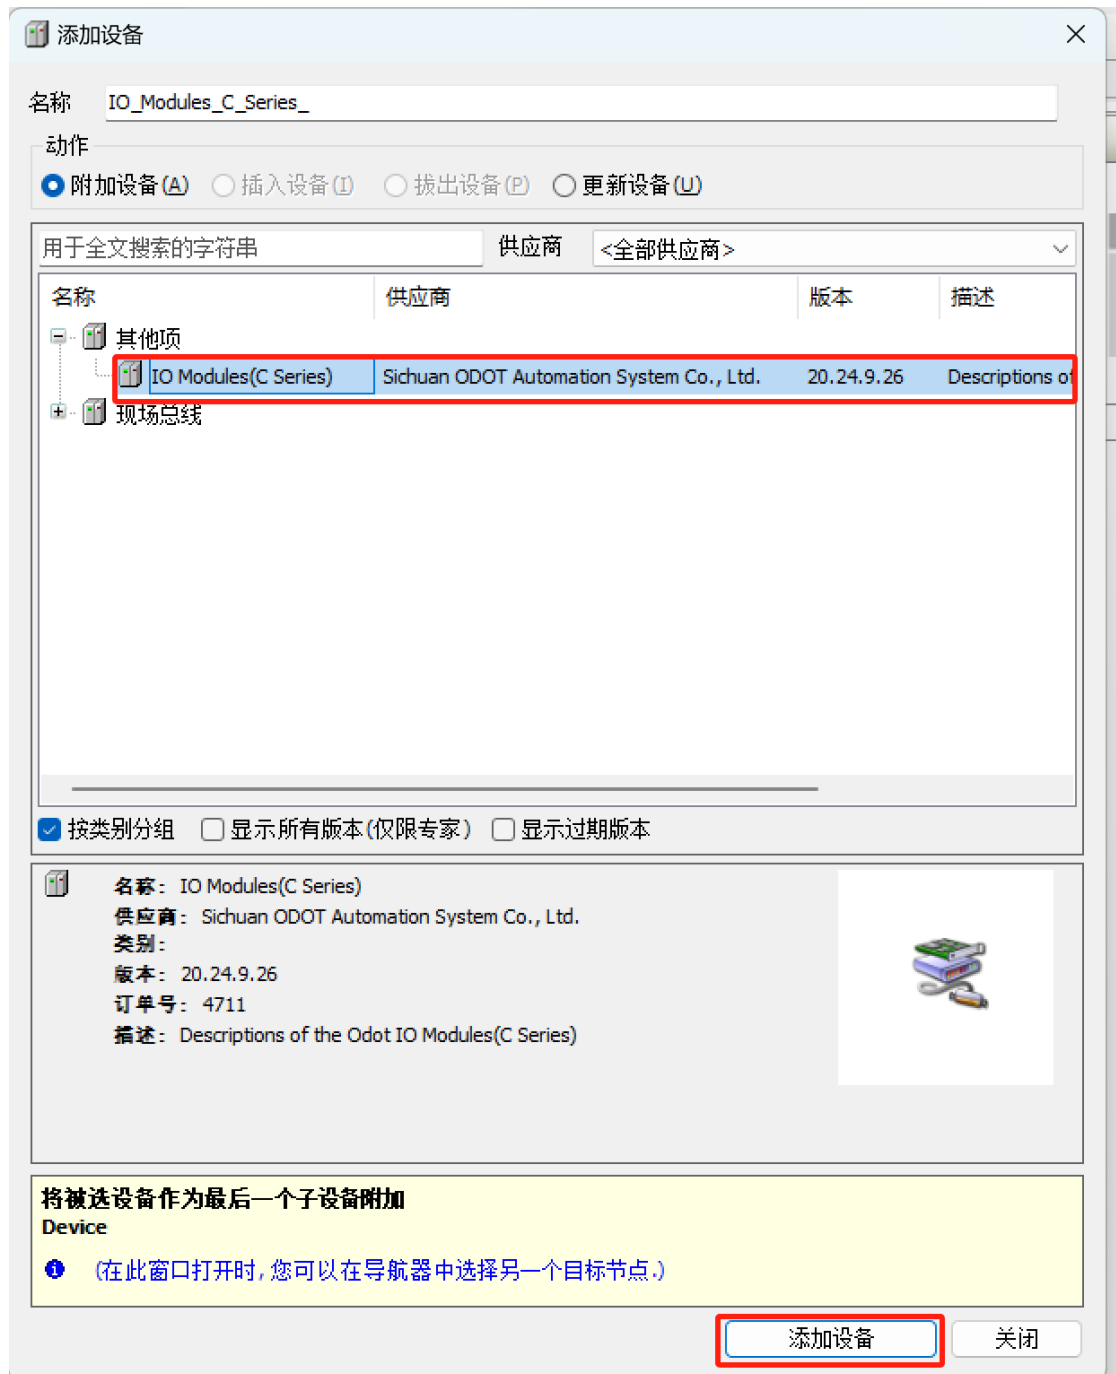 添加设备
名称 IO_Modules_C_Series_
动作
附加设备(A) 插入设备(I) 拔出设备(P) 更新设备(U)
用于全文搜索的字符串 供应商 <全部供应商>
名称 供应商 版本 描述
其他项
IO Modules(C Series) Sichuan ODOT Automation System Co., Ltd. 20.24.9.26 Descriptions of
现场总线
按类别分组 显示所有版本(仅限专家) 显示过期版本
名称: IO Modules(C Series)
供应商: Sichuan ODOT Automation System Co., Ltd.
类别:
版本: 20.24.9.26
订单号: 4711
描述: Descriptions of the Odot IO Modules(C Series)
将被选设备作为最后一个子设备附加
Device
(在此窗口打开时, 您可以在导航器中选择另一个目标节点.)
添加设备 关闭